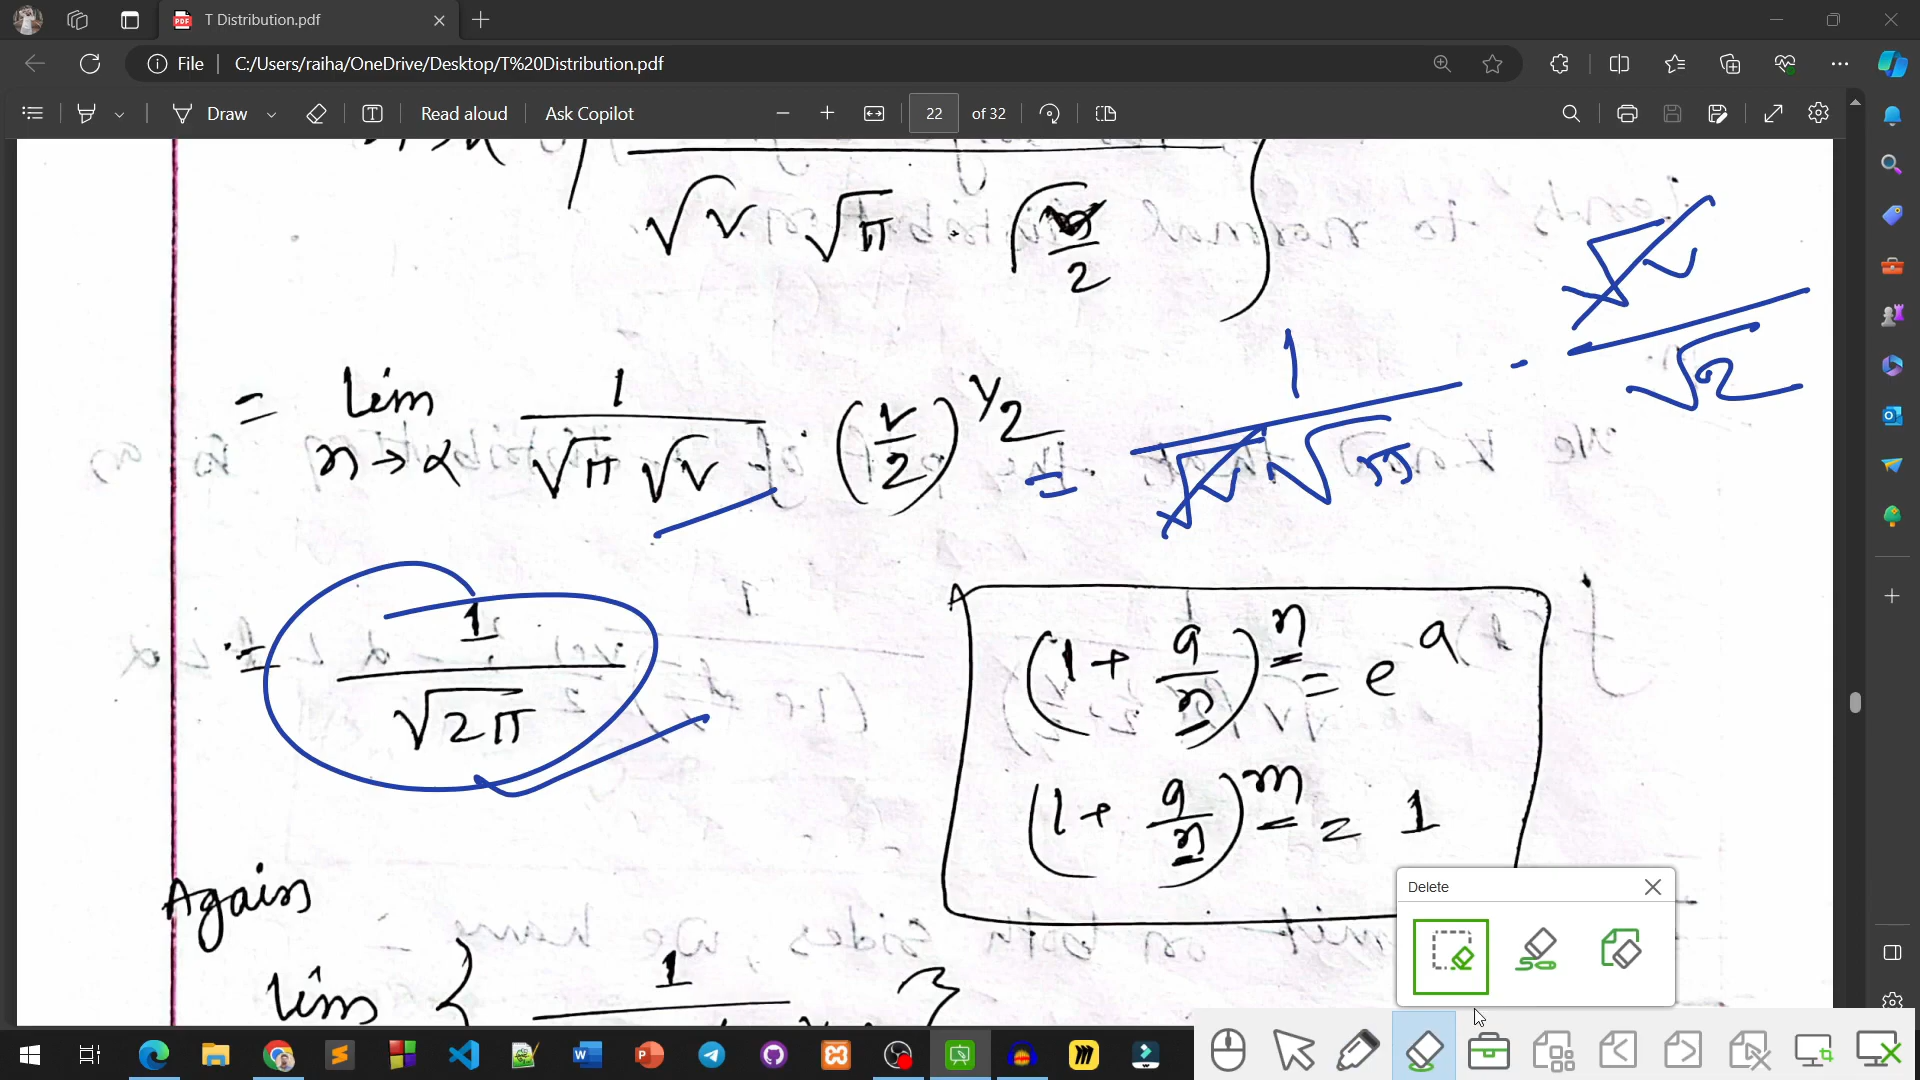 T Distribution.pdf
File
C:/Users/raiha/OneDrive/Desktop/T%20Distribution.pdf
Draw
Read aloud
Ask Copilot
22 of 32
√ν √π · Γν/2
= lim n→α 1/(√π √ν) · (ν/2)^1/2
= 1/(√ν √π) · √ν/√2
= 1/√2π
(1+ a/n)^n = e^a
(1+ a/n)^m = 1
Again
lim { 1
Delete